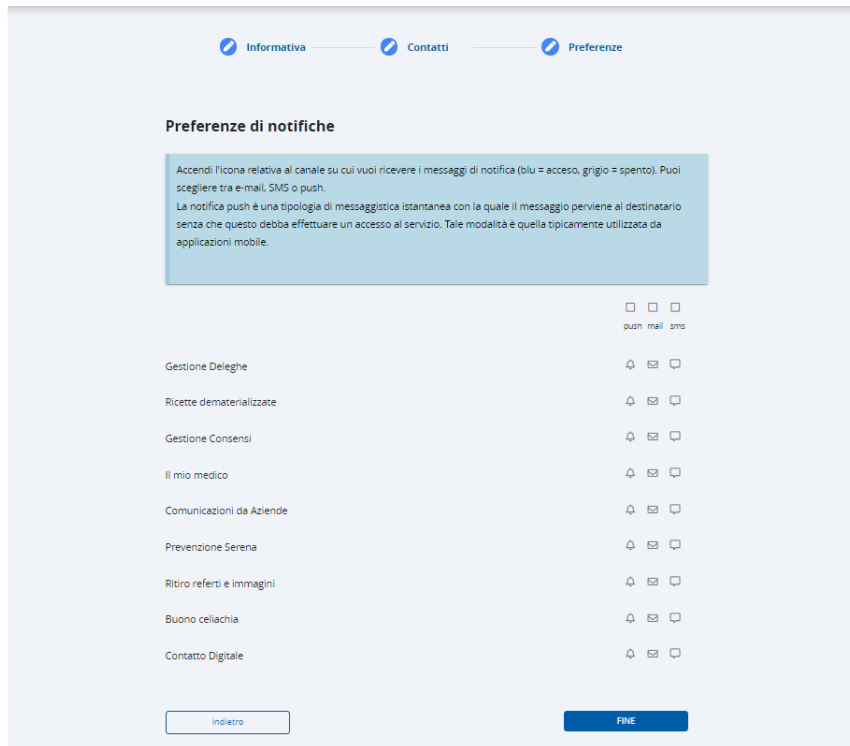 Informativa
Contatti
Preferenze
Preferenze di notifiche
Accendi l'icona relativa al canale su cui vuoi ricevere i messaggi di notifica (blu = acceso, grigio = spento). Puoi
scegliere tra e-mail, SMS o push.
La notifica push è una tipologia di messaggistica istantanea con la quale il messaggio perviene al destinatario
senza che questo debba effettuare un accesso al servizio. Tale modalità è quella tipicamente utilizzata da
applicazioni mobile.
push mail sms
Gestione Deleghe
Ricette dematerializzate
Gestione Consensi
Il mio medico
Comunicazioni da Aziende
Prevenzione Serena
Ritiro referti e immagini
Buono celiachia
Contatto Digitale
indietro
FINE